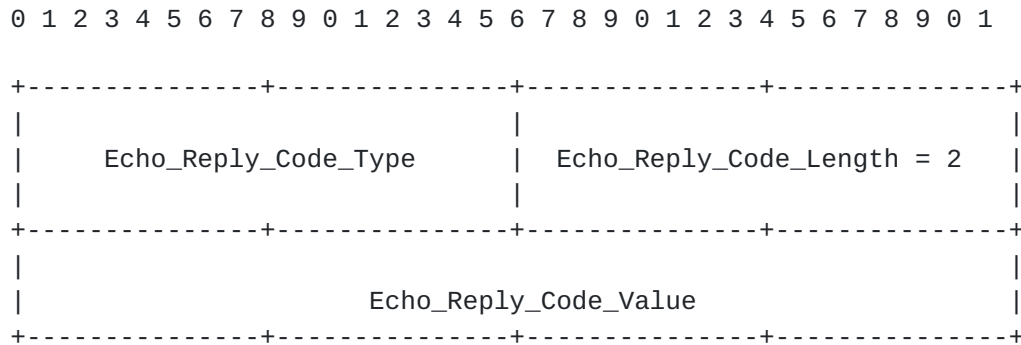 0 1 2 3 4 5 6 7 8 9 0 1 2 3 4 5 6 7 8 9 0 1 2 3 4 5 6 7 8 9 0 1
+---------------+---------------+---------------+---------------+
| | |
| Echo_Reply_Code_Type | Echo_Reply_Code_Length = 2 |
| | |
+---------------+---------------+---------------+---------------+
| |
| Echo_Reply_Code_Value |
+---------------+---------------+---------------+---------------+